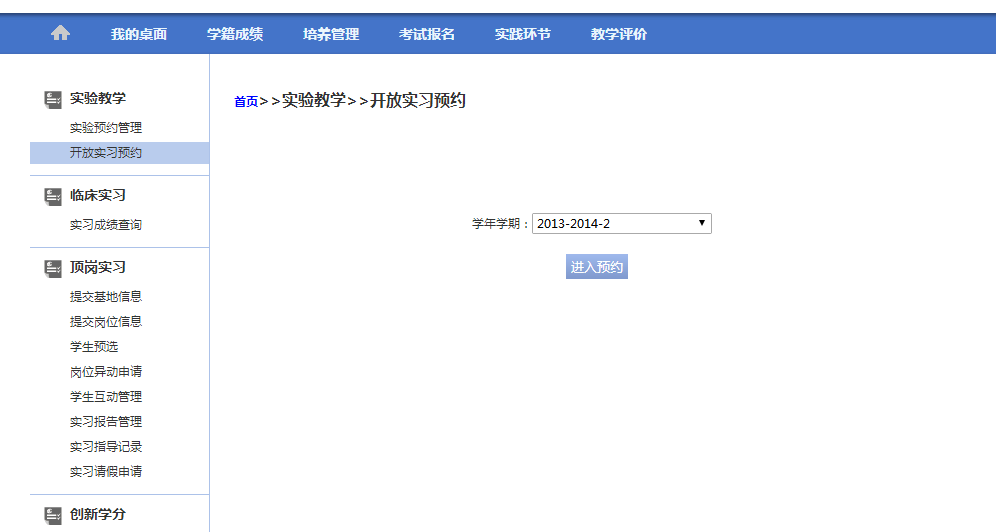 我的桌面 学籍成绩 培养管理 考试报名 实践环节 教学评价
实验教学
实验预约管理
开放实习预约
临床实习
实习成绩查询
顶岗实习
提交基地信息
提交岗位信息
学生预选
岗位异动申请
学生互动管理
实习报告管理
实习指导记录
实习请假申请
创新学分
首页>>实验教学>>开放实习预约
学年学期：2013-2014-2
进入预约